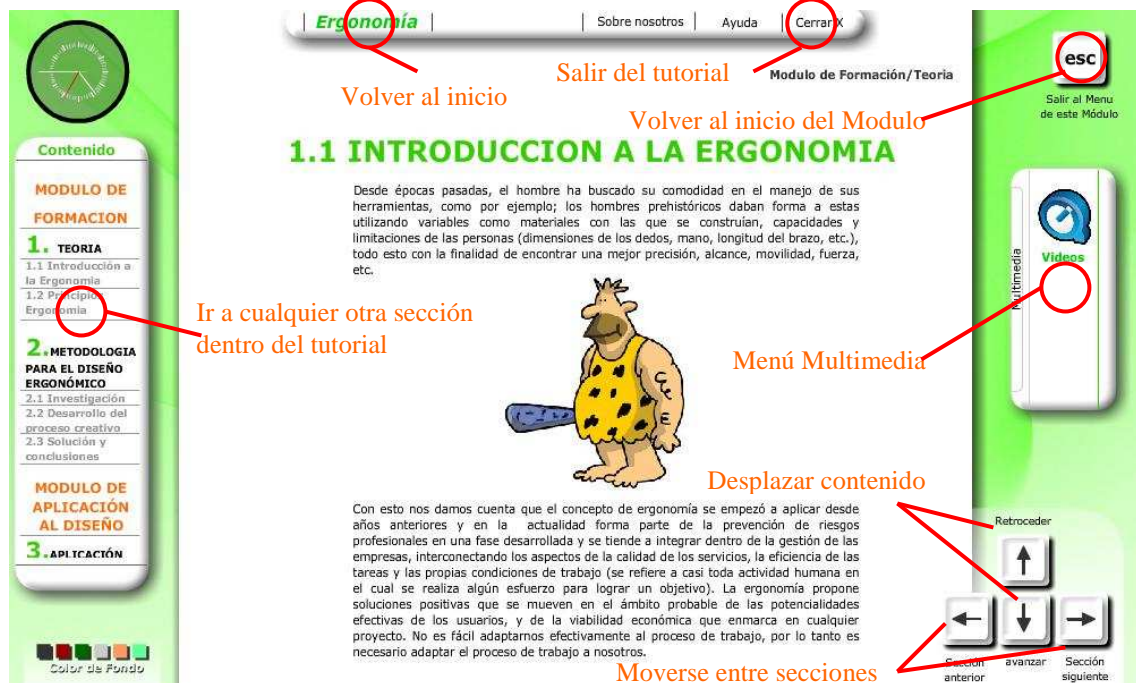 Ergonomía
Sobre nosotros
Ayuda
Cerrar X
Volver al inicio
Salir del tutorial
Modulo de Formación/Teoria
esc
Salir al Menu
de este Módulo
Volver al inicio del Modulo
Contenido
MODULO DE
FORMACION
1. TEORIA
1.1 Introducción a
la Ergonomia
1.2 Principios
Ergonomia
2.METODOLOGIA
PARA EL DISEÑO
ERGONÓMICO
2.1 Investigación
2.2 Desarrollo del
proceso creativo
2.3 Solución y
conclusiones
MODULO DE
APLICACIÓN
AL DISEÑO
3.APLICACIÓN
Color de Fondo
Ir a cualquier otra sección
dentro del tutorial
1.1 INTRODUCCION A LA ERGONOMIA
Desde épocas pasadas, el hombre ha buscado su comodidad en el manejo de sus
herramientas, como por ejemplo; los hombres prehistóricos daban forma a estas
utilizando variables como materiales con las que se construían, capacidades y
limitaciones de las personas (dimensiones de los dedos, mano, longitud del brazo, etc.),
todo esto con la finalidad de encontrar una mejor precisión, alcance, movilidad, fuerza,
etc.
Con esto nos damos cuenta que el concepto de ergonomía se empezó a aplicar desde
años anteriores y en la actualidad forma parte de la prevención de riesgos
profesionales en una fase desarrollada y se tiende a integrar dentro de la gestión de las
empresas, interconectando los aspectos de la calidad de los servicios, la eficiencia de las
tareas y las propias condiciones de trabajo (se refiere a casi toda actividad humana en
el cual se realiza algún esfuerzo para lograr un objetivo). La ergonomía propone
soluciones positivas que se mueven en el ámbito probable de las potencialidades
efectivas de los usuarios, y de la viabilidad económica que enmarca en cualquier
proyecto. No es fácil adaptarnos efectivamente al proceso de trabajo, por lo tanto es
necesario adaptar el proceso de trabajo a nosotros.
Multimedía
Videos
Menú Multimedia
Desplazar contenido
Retroceder
Moverse entre secciones
Sección
anterior
avanzar
Sección
siguiente